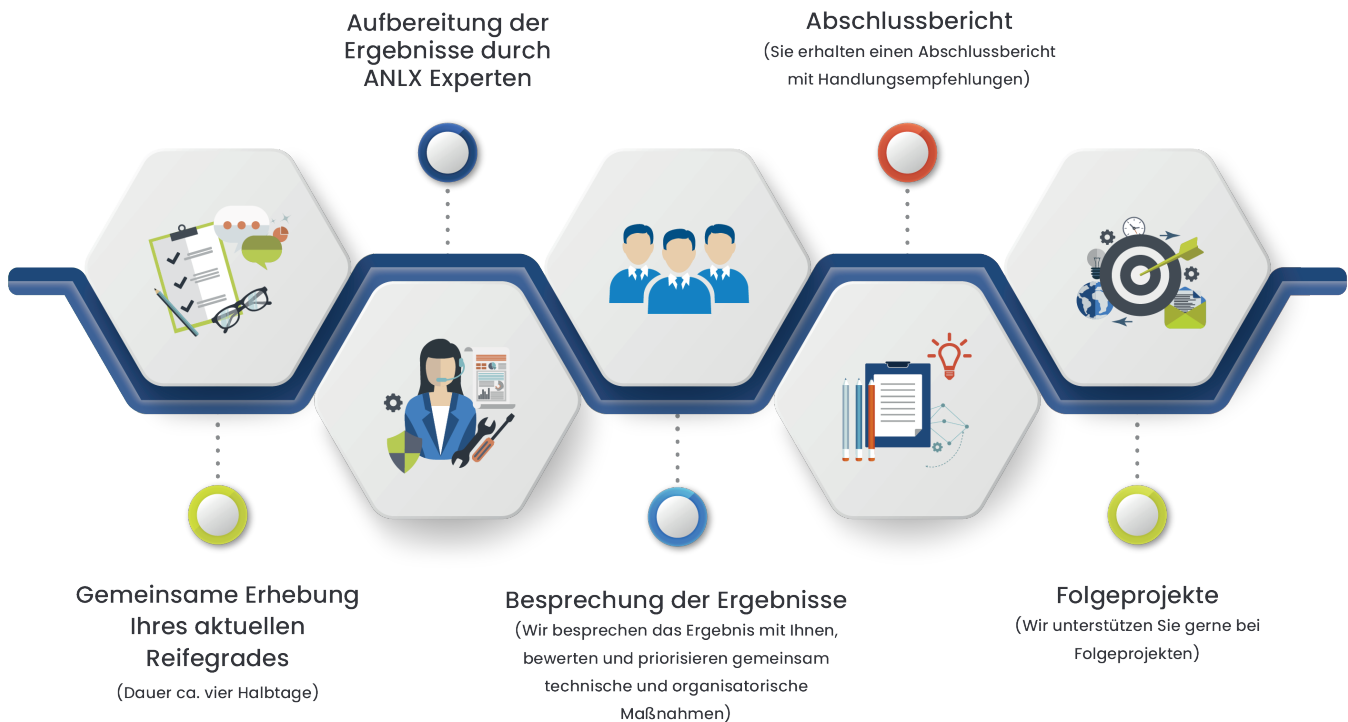 Gemeinsame Erhebung
Ihres aktuellen
Reifegrades
(Dauer ca. vier Halbtage)
Aufbereitung der
Ergebnisse durch
ANLX Experten
Besprechung der Ergebnisse
(Wir besprechen das Ergebnis mit Ihnen,
bewerten und priorisieren gemeinsam
technische und organisatorische
Maßnahmen)
Abschlussbericht
(Sie erhalten einen Abschlussbericht
mit Handlungsempfehlungen)
Folgeprojekte
(Wir unterstützen Sie gerne bei
Folgeprojekten)